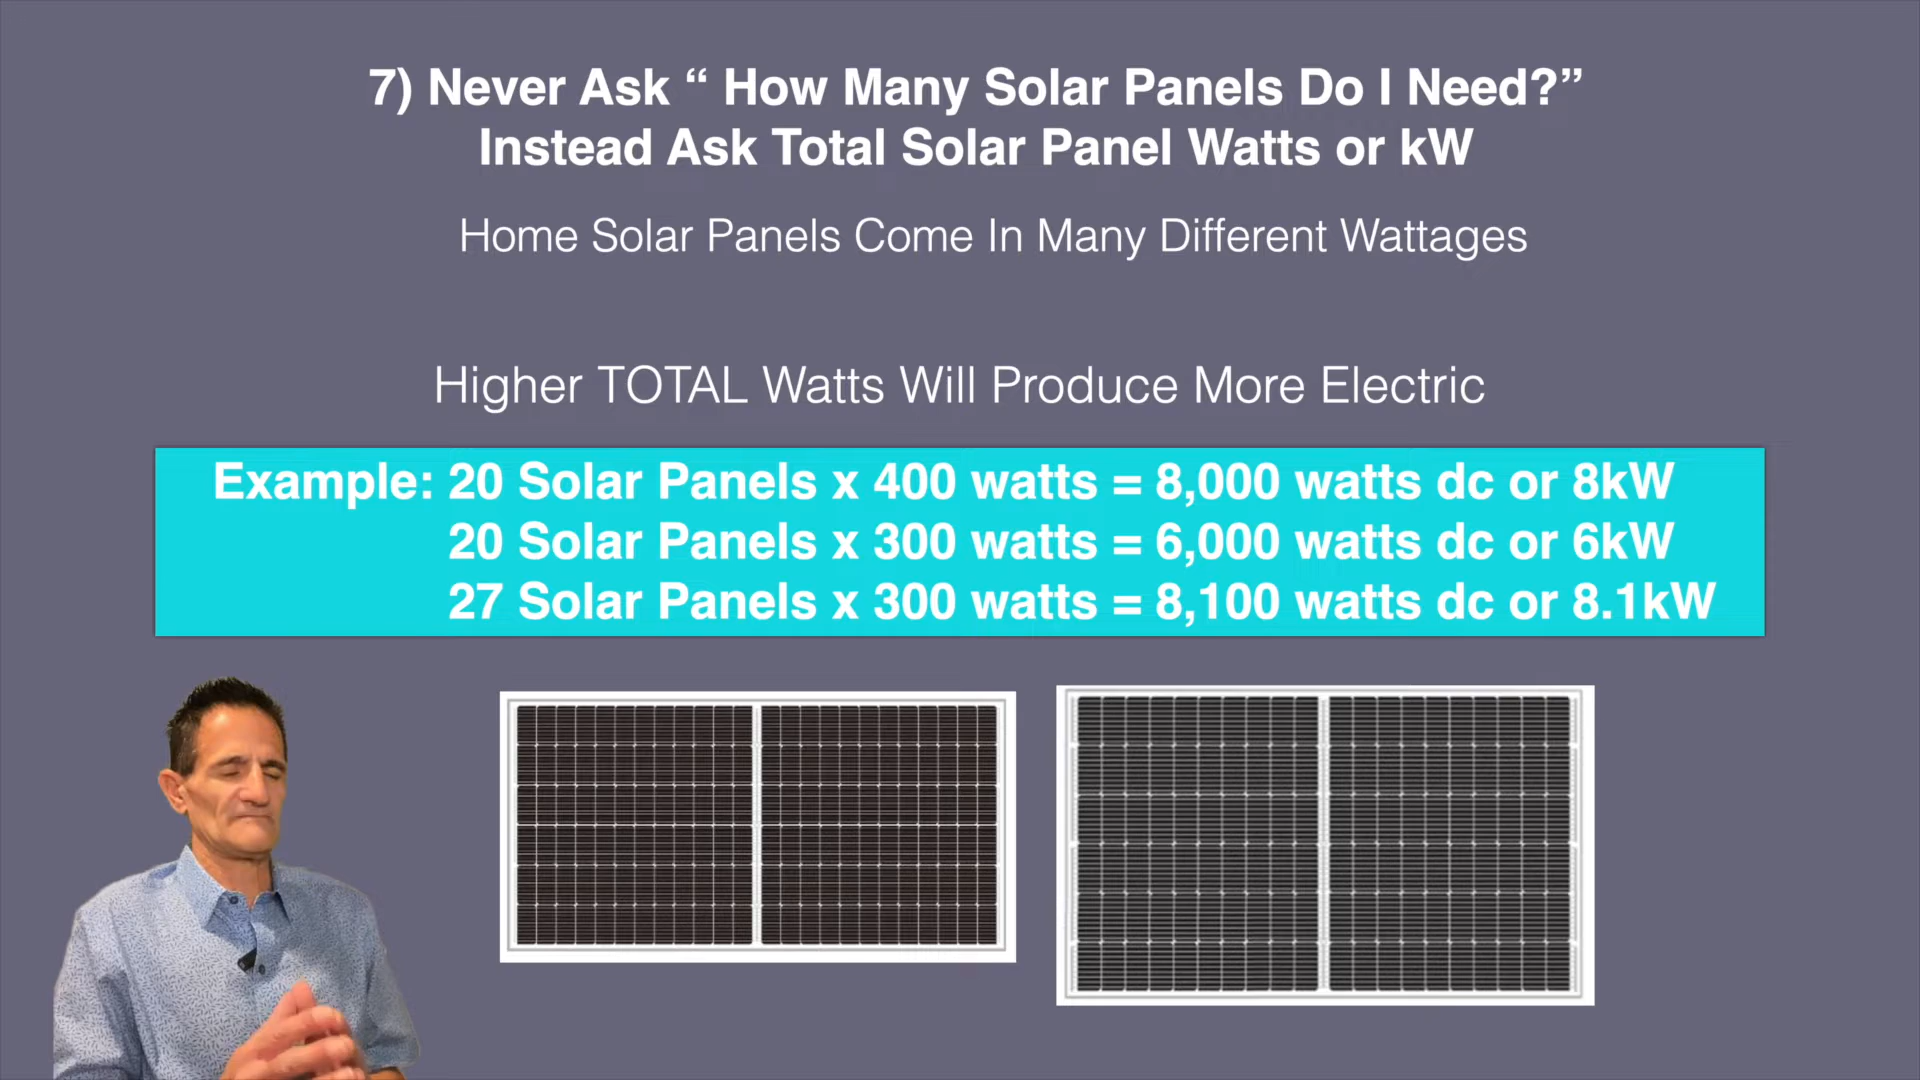 7) Never Ask “ How Many Solar Panels Do I Need?”
Instead Ask Total Solar Panel Watts or kW
Home Solar Panels Come In Many Different Wattages
Higher TOTAL Watts Will Produce More Electric
Example: 20 Solar Panels x 400 watts = 8,000 watts dc or 8kW
20 Solar Panels x 300 watts = 6,000 watts dc or 6kW
27 Solar Panels x 300 watts = 8,100 watts dc or 8.1kW